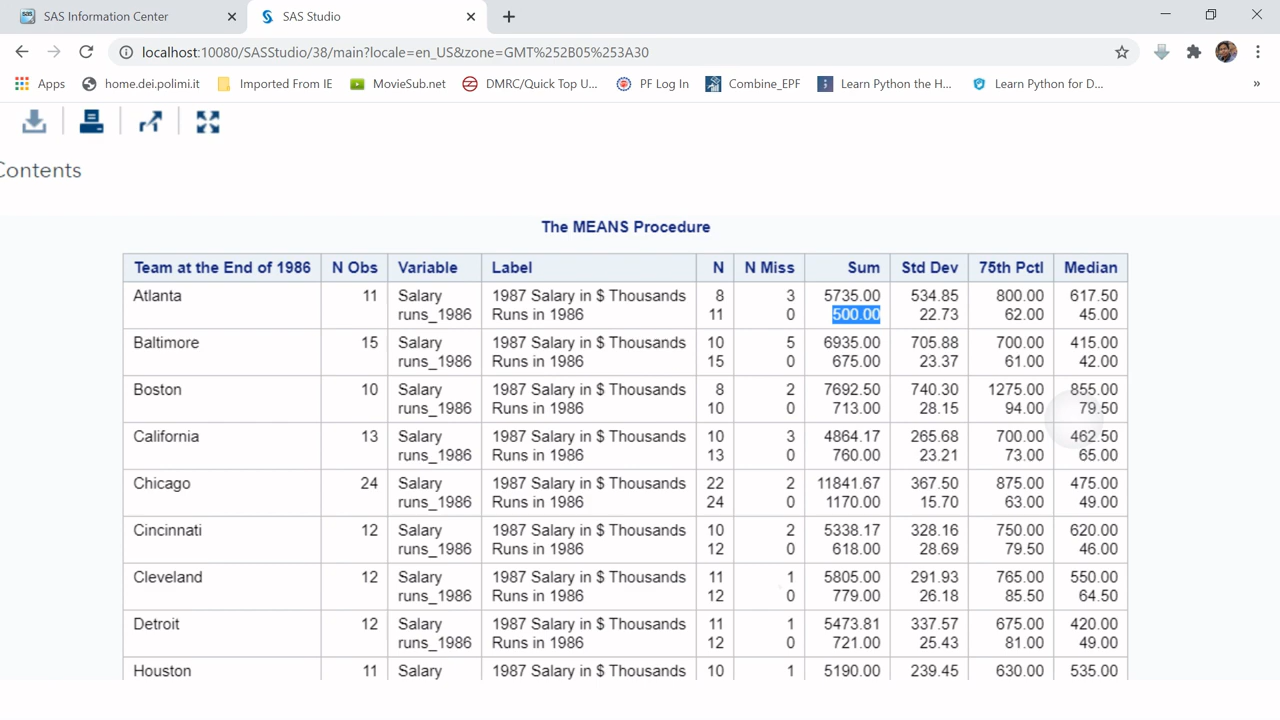 SAS Information Center
SAS Studio
localhost:10080/SASStudio/38/main?locale=en_US&zone=GMT%252B05%253A30
Apps home.dei.polimi.it Imported From IE MovieSub.net DMRC/Quick Top U... PF Log In Combine_EPF Learn Python the H... Learn Python for D... »
Contents
The MEANS Procedure
Team at the End of 1986 N Obs Variable Label N N Miss Sum Std Dev 75th Pctl Median
Atlanta 11 Salary 1987 Salary in $ Thousands 8 3 5735.00 534.85 800.00 617.50
runs_1986 Runs in 1986 11 0 500.00 22.73 62.00 45.00
Baltimore 15 Salary 1987 Salary in $ Thousands 10 5 6935.00 705.88 700.00 415.00
runs_1986 Runs in 1986 15 0 675.00 23.37 61.00 42.00
Boston 10 Salary 1987 Salary in $ Thousands 8 2 7692.50 740.30 1275.00 855.00
runs_1986 Runs in 1986 10 0 713.00 28.15 94.00 79.50
California 13 Salary 1987 Salary in $ Thousands 10 3 4864.17 265.68 700.00 462.50
runs_1986 Runs in 1986 13 0 760.00 23.21 73.00 65.00
Chicago 24 Salary 1987 Salary in $ Thousands 22 2 11841.67 367.50 875.00 475.00
runs_1986 Runs in 1986 24 0 1170.00 15.70 63.00 49.00
Cincinnati 12 Salary 1987 Salary in $ Thousands 10 2 5338.17 328.16 750.00 620.00
runs_1986 Runs in 1986 12 0 618.00 28.69 79.50 46.00
Cleveland 12 Salary 1987 Salary in $ Thousands 11 1 5805.00 291.93 765.00 550.00
runs_1986 Runs in 1986 12 0 779.00 26.18 85.50 64.50
Detroit 12 Salary 1987 Salary in $ Thousands 11 1 5473.81 337.57 675.00 420.00
runs_1986 Runs in 1986 12 0 721.00 25.43 81.00 49.00
Houston 11 Salary 1987 Salary in $ Thousands 10 1 5190.00 239.45 630.00 535.00